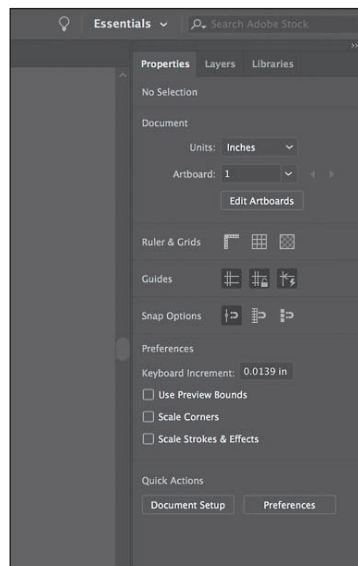 Essentials
Search Adobe Stock
Properties Layers Libraries
No Selection
Document
Units: Inches
Artboard: 1
Edit Artboards
Ruler & Grids
Guides
Snap Options
Preferences
Keyboard Increment: 0.0139 in
Use Preview Bounds
Scale Corners
Scale Strokes & Effects
Quick Actions
Document Setup Preferences